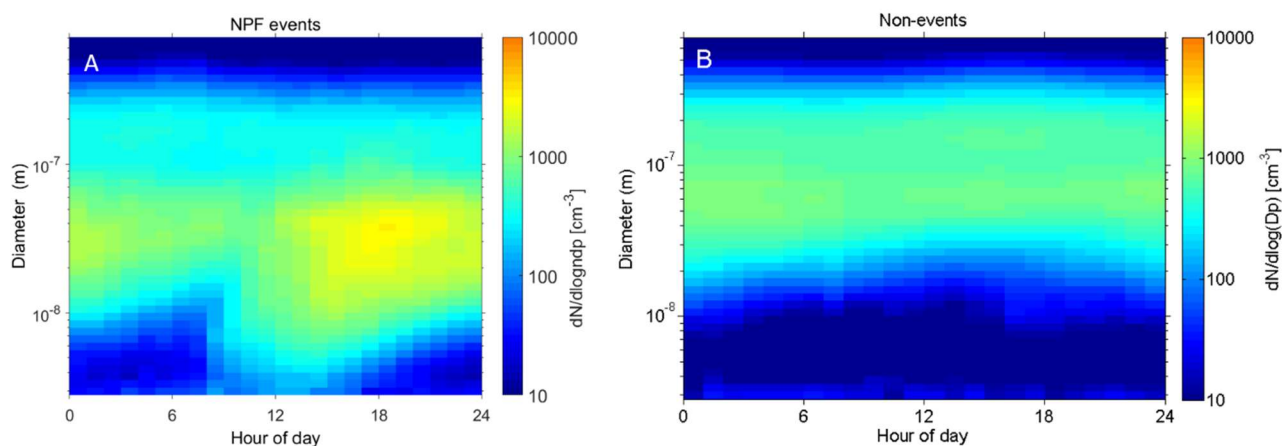 NPF events
A
10000
1000
100
10
dN/dlogndp [cm⁻³]
10⁻⁷
10⁻⁸
Diameter (m)
0 6 12 18 24
Hour of day
Non-events
B
10000
1000
100
10
dN/dlog(Dp) [cm⁻³]
10⁻⁷
10⁻⁸
Diameter (m)
0 6 12 18 24
Hour of day